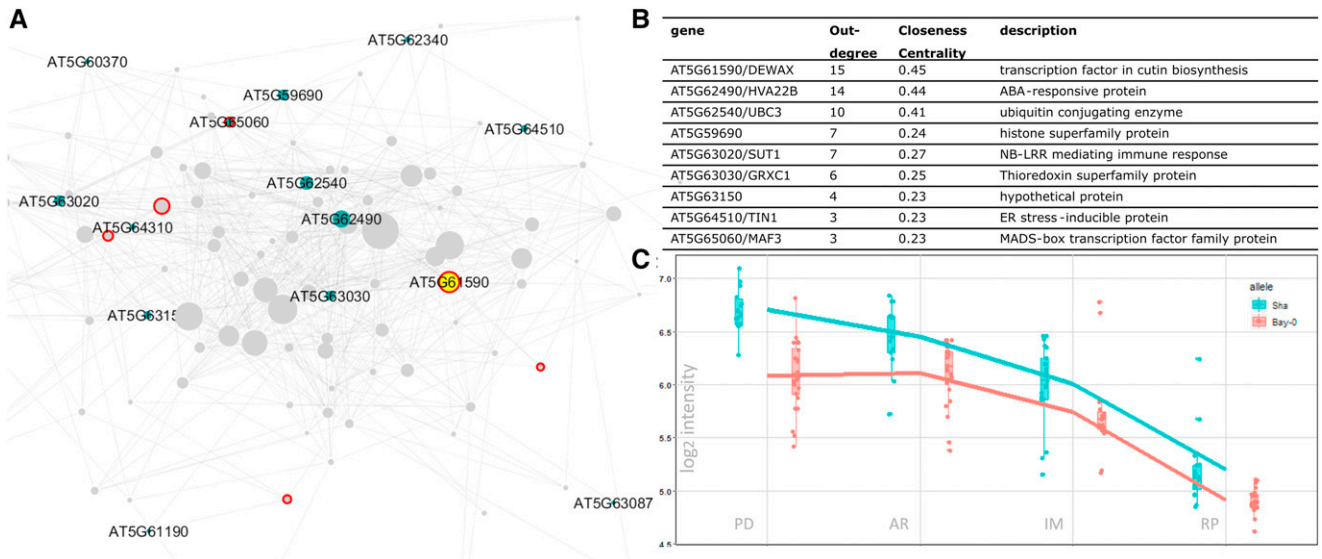 A
AT5G62340
AT5G60370
AT5G59690
AT5G65060
AT5G64510
AT5G62540
AT5G63020
AT5G62490
AT5G64310
AT5G61590
AT5G63030
AT5G6315
AT5G63087
AT5G61190
B
gene Out-degree Closeness Centrality description
AT5G61590/DEWAX 15 0.45 transcription factor in cutin biosynthesis
AT5G62490/HVA22B 14 0.44 ABA-responsive protein
AT5G62540/UBC3 10 0.41 ubiquitin conjugating enzyme
AT5G59690 7 0.24 histone superfamily protein
AT5G63020/SUT1 7 0.27 NB-LRR mediating immune response
AT5G63030/GRXC1 6 0.25 Thioredoxin superfamily protein
AT5G63150 4 0.23 hypothetical protein
AT5G64510/TIN1 3 0.23 ER stress-inducible protein
AT5G65060/MAF3 3 0.23 MADS-box transcription factor family protein
C
allele
Sha
Bay-0
log2 intensity
7.0
6.5
6.0
5.5
5.0
4.5
PD AR IM RP